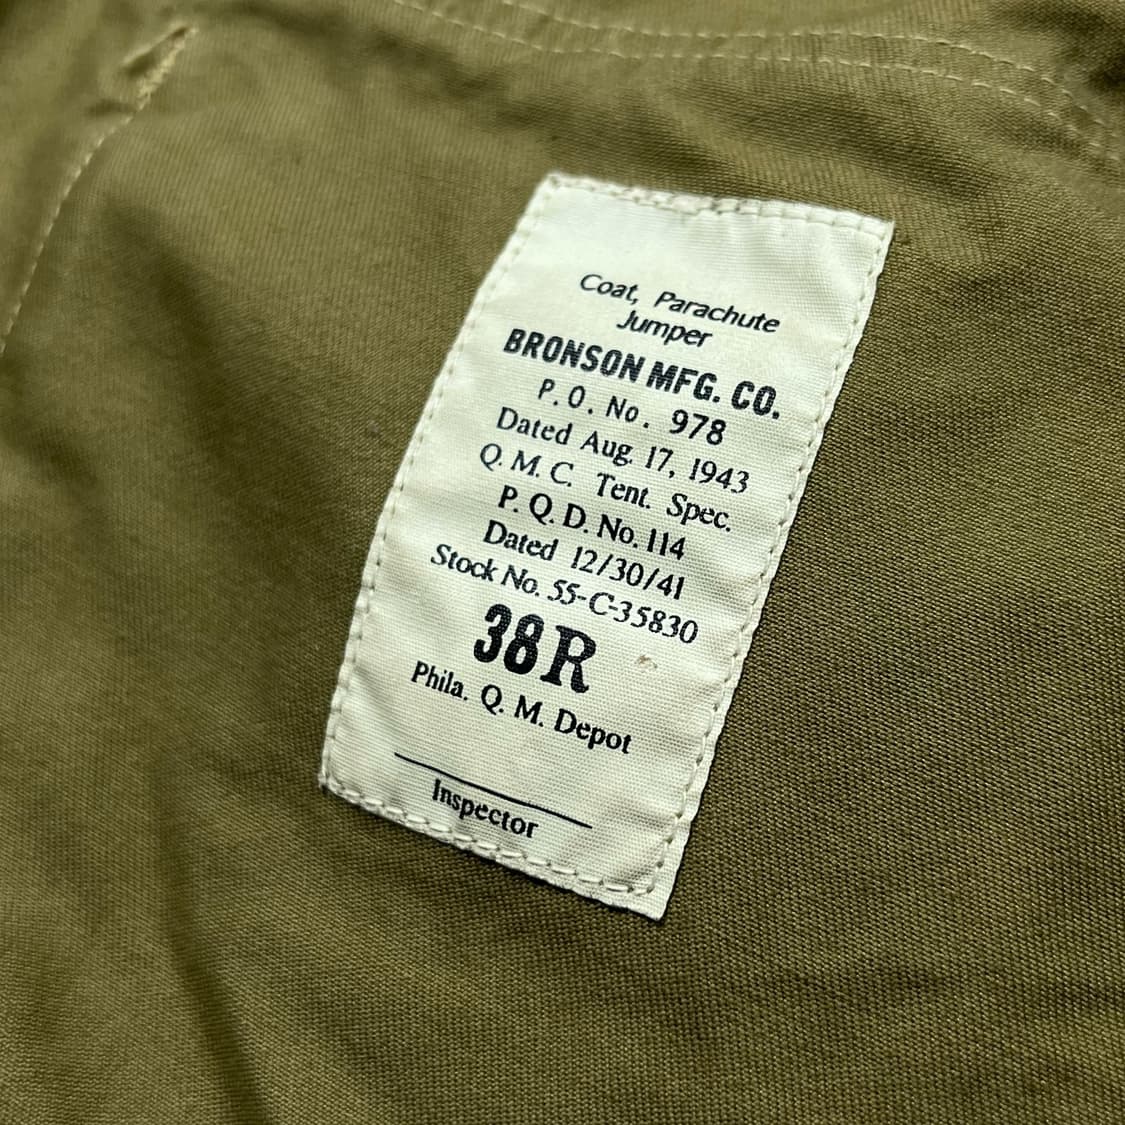 Coat, Parachute
Jumper
BRONSON MFG. CO.
P. O. No. 978
Dated Aug. 17, 1943
Q. M. C. Tent. Spec.
P. Q. D. No. 114
Dated 12/30/41
Stock No. 55-C-35830
38R
Phila. Q. M. Depot
Inspector